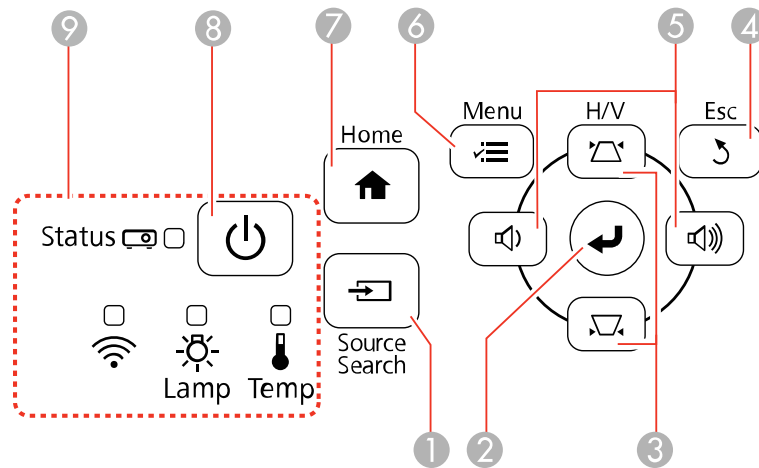 9
8
7
6
5
4
Menu
H/V
Esc
Home
Status
Source
Search
Lamp
Temp
1
2
3